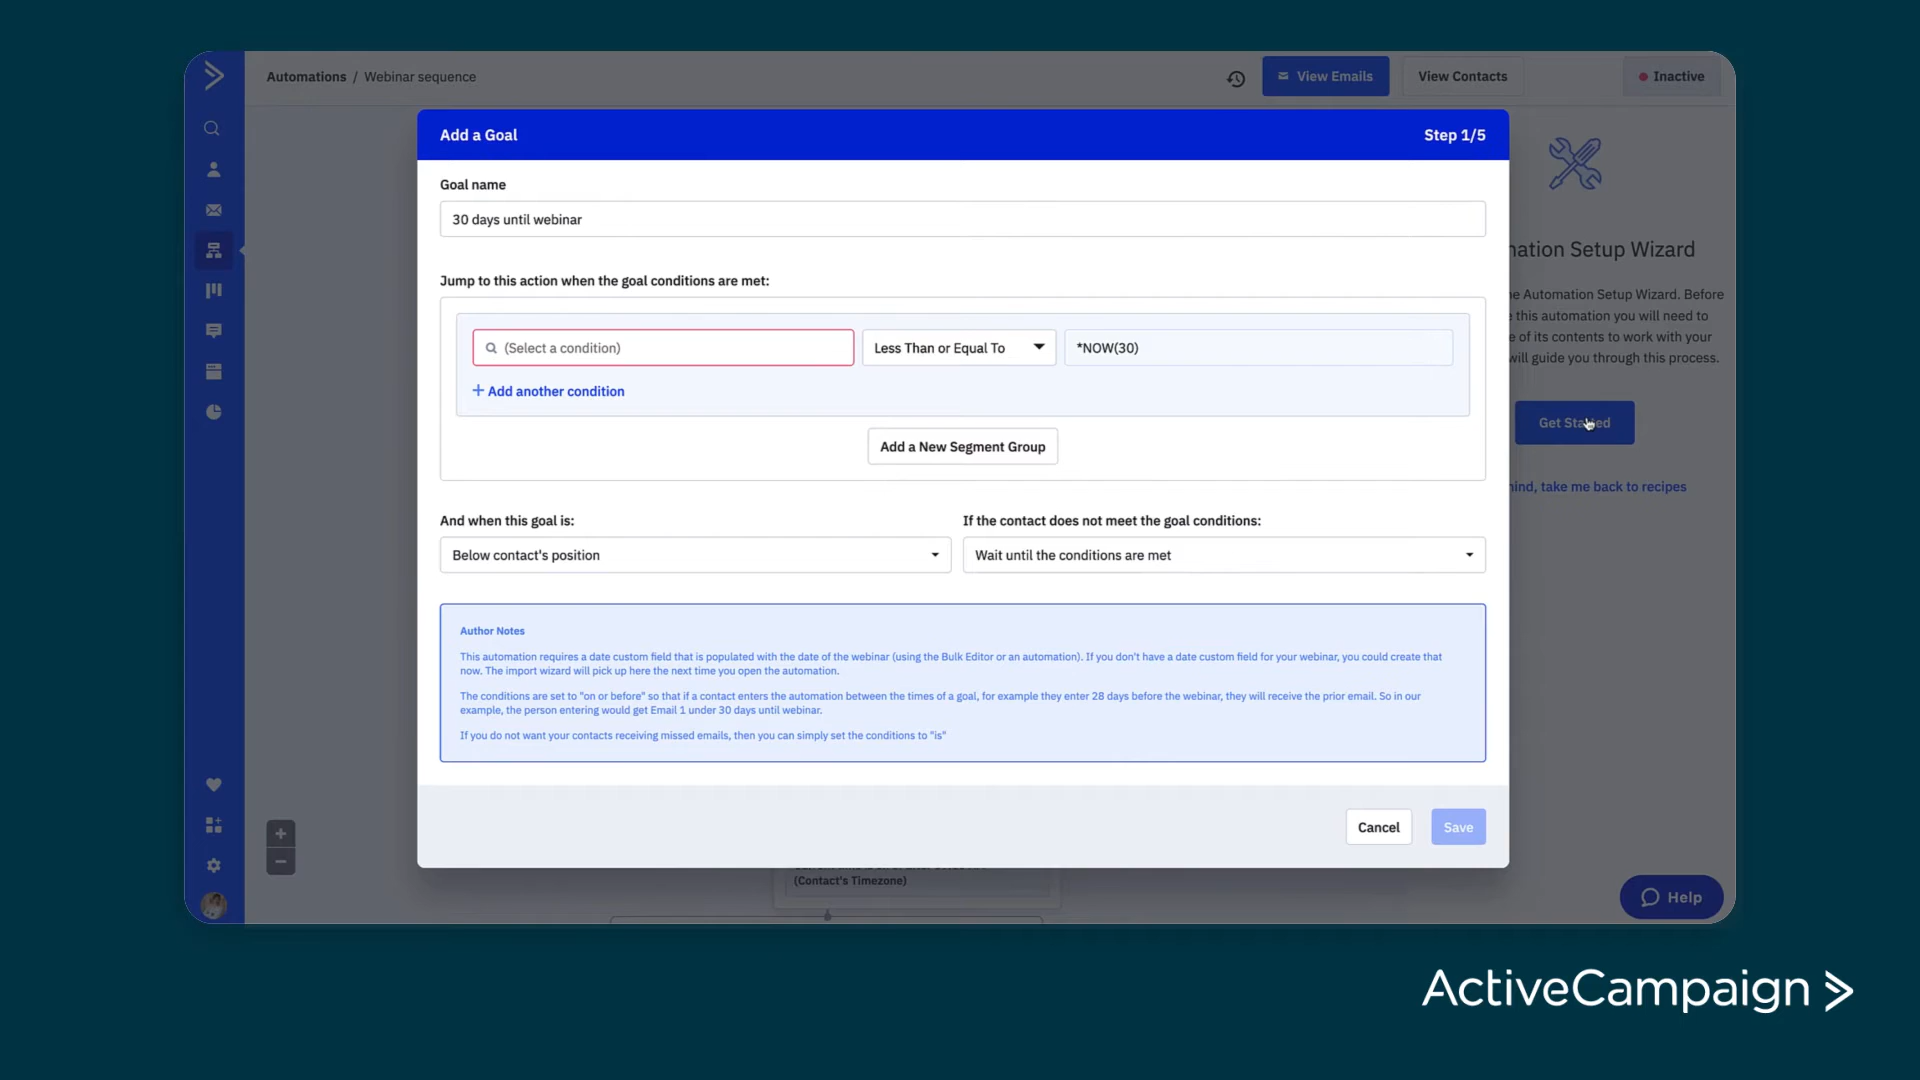 Automations / Webinar sequence
View Emails
View Contacts
Inactive
Add a Goal
Step 1/5
Goal name
30 days until webinar
Jump to this action when the goal conditions are met:
(Select a condition)
Less Than or Equal To
*NOW(30)
+ Add another condition
Add a New Segment Group
And when this goal is:
If the contact does not meet the goal conditions:
Below contact's position
Wait until the conditions are met
Author Notes
This automation requires a date custom field that is populated with the date of the webinar (using the Bulk Editor or an automation). If you don't have a date custom field for your webinar, you could create that
now. The import wizard will pick up here the next time you open the automation.
The conditions are set to "on or before" so that if a contact enters the automation between the times of a goal, for example they enter 28 days before the webinar, they will receive the prior email. So in our
example, the person entering would get Email 1 under 30 days until webinar.
If you do not want your contacts receiving missed emails, then you can simply set the conditions to "is"
Cancel
Save
Setup Wizard
Automation Setup Wizard. Before
this automation you will need to
of its contents to work with your
will guide you through this process.
Get Started
take me back to recipes
(Contact's Timezone)
+
−
Help
ActiveCampaign